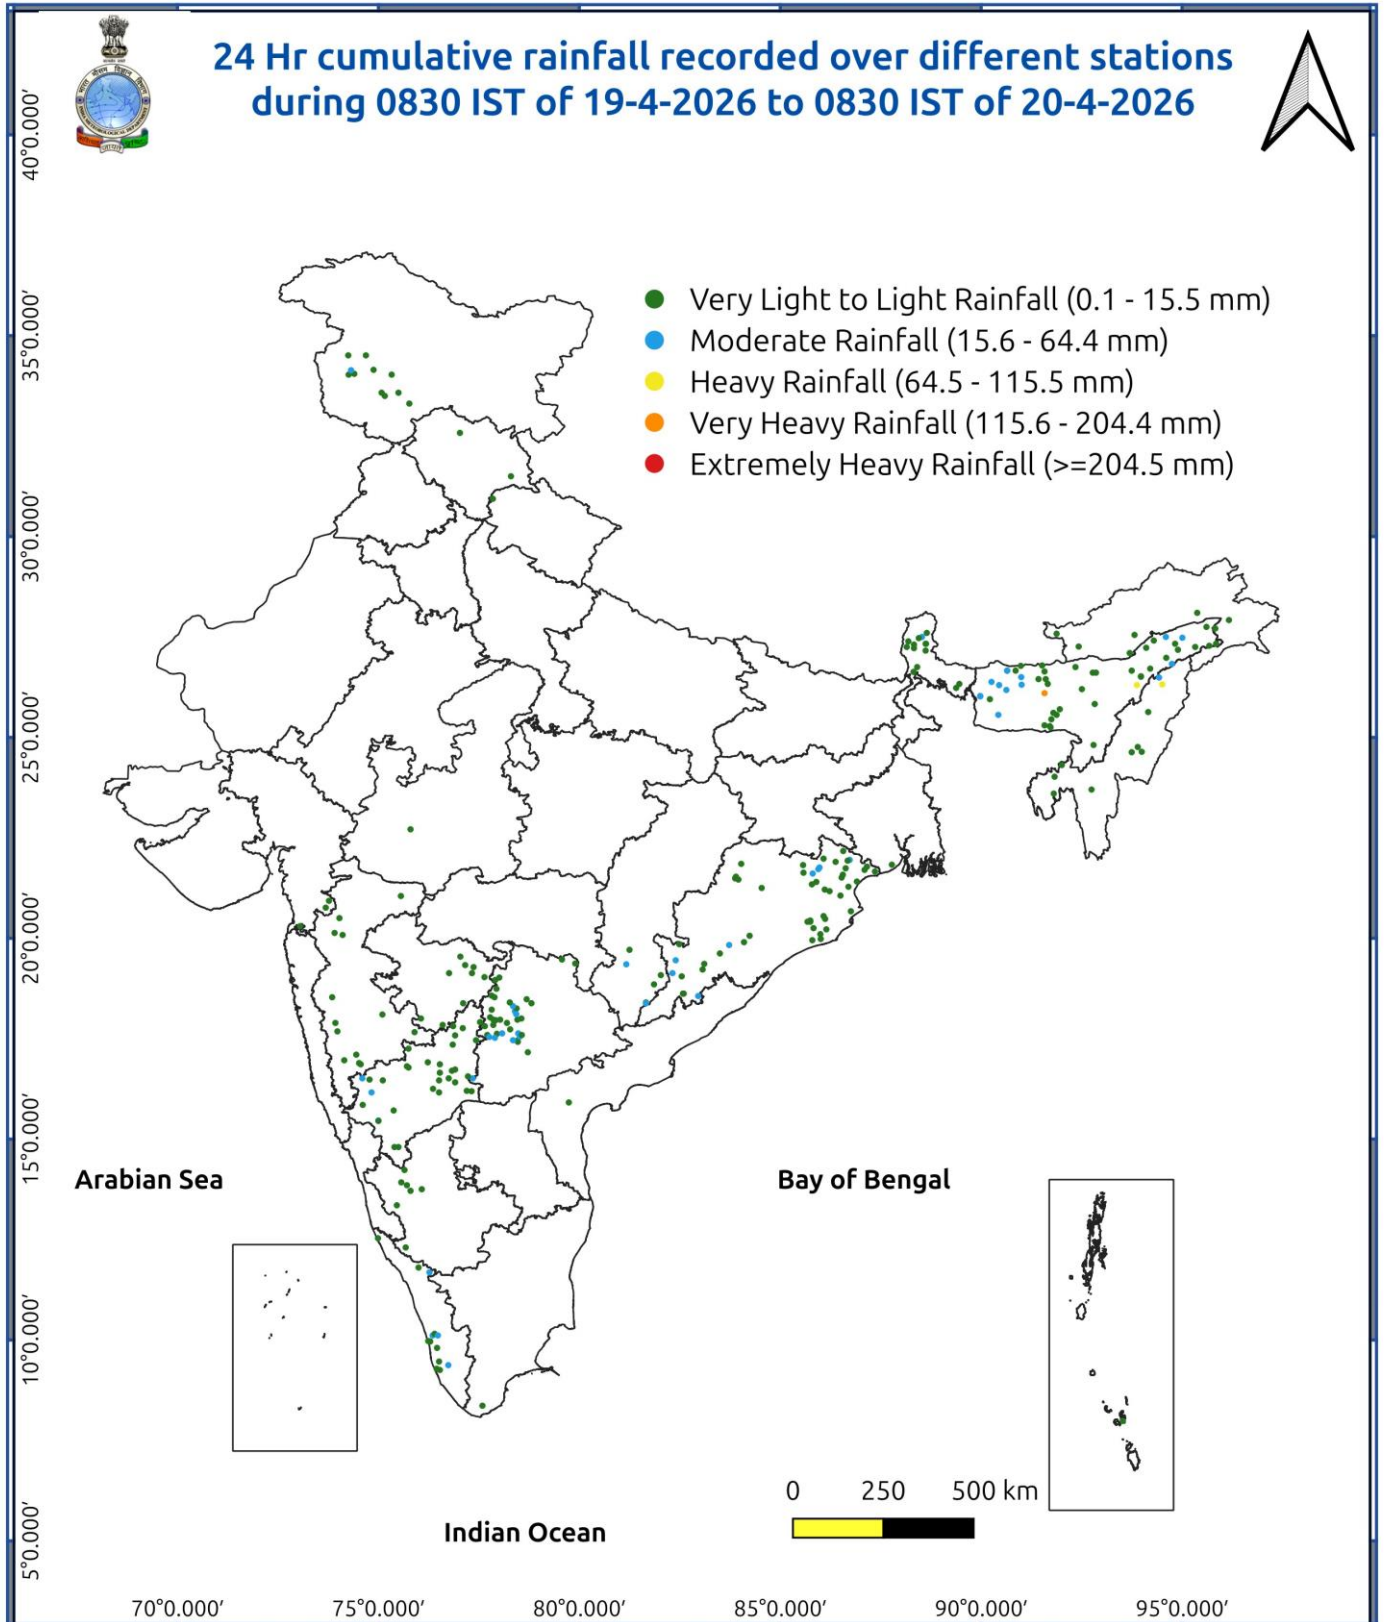 24 Hr cumulative rainfall recorded over different stations
during 0830 IST of 19-4-2026 to 0830 IST of 20-4-2026
Very Light to Light Rainfall (0.1 - 15.5 mm)
Moderate Rainfall (15.6 - 64.4 mm)
Heavy Rainfall (64.5 - 115.5 mm)
Very Heavy Rainfall (115.6 - 204.4 mm)
Extremely Heavy Rainfall (>=204.5 mm)
40°0.000′
35°0.000′
30°0.000′
25°0.000′
20°0.000′
15°0.000′
10°0.000′
5°0.000′
Arabian Sea
Bay of Bengal
Indian Ocean
0 250 500 km
70°0.000′ 75°0.000′ 80°0.000′ 85°0.000′ 90°0.000′ 95°0.000′